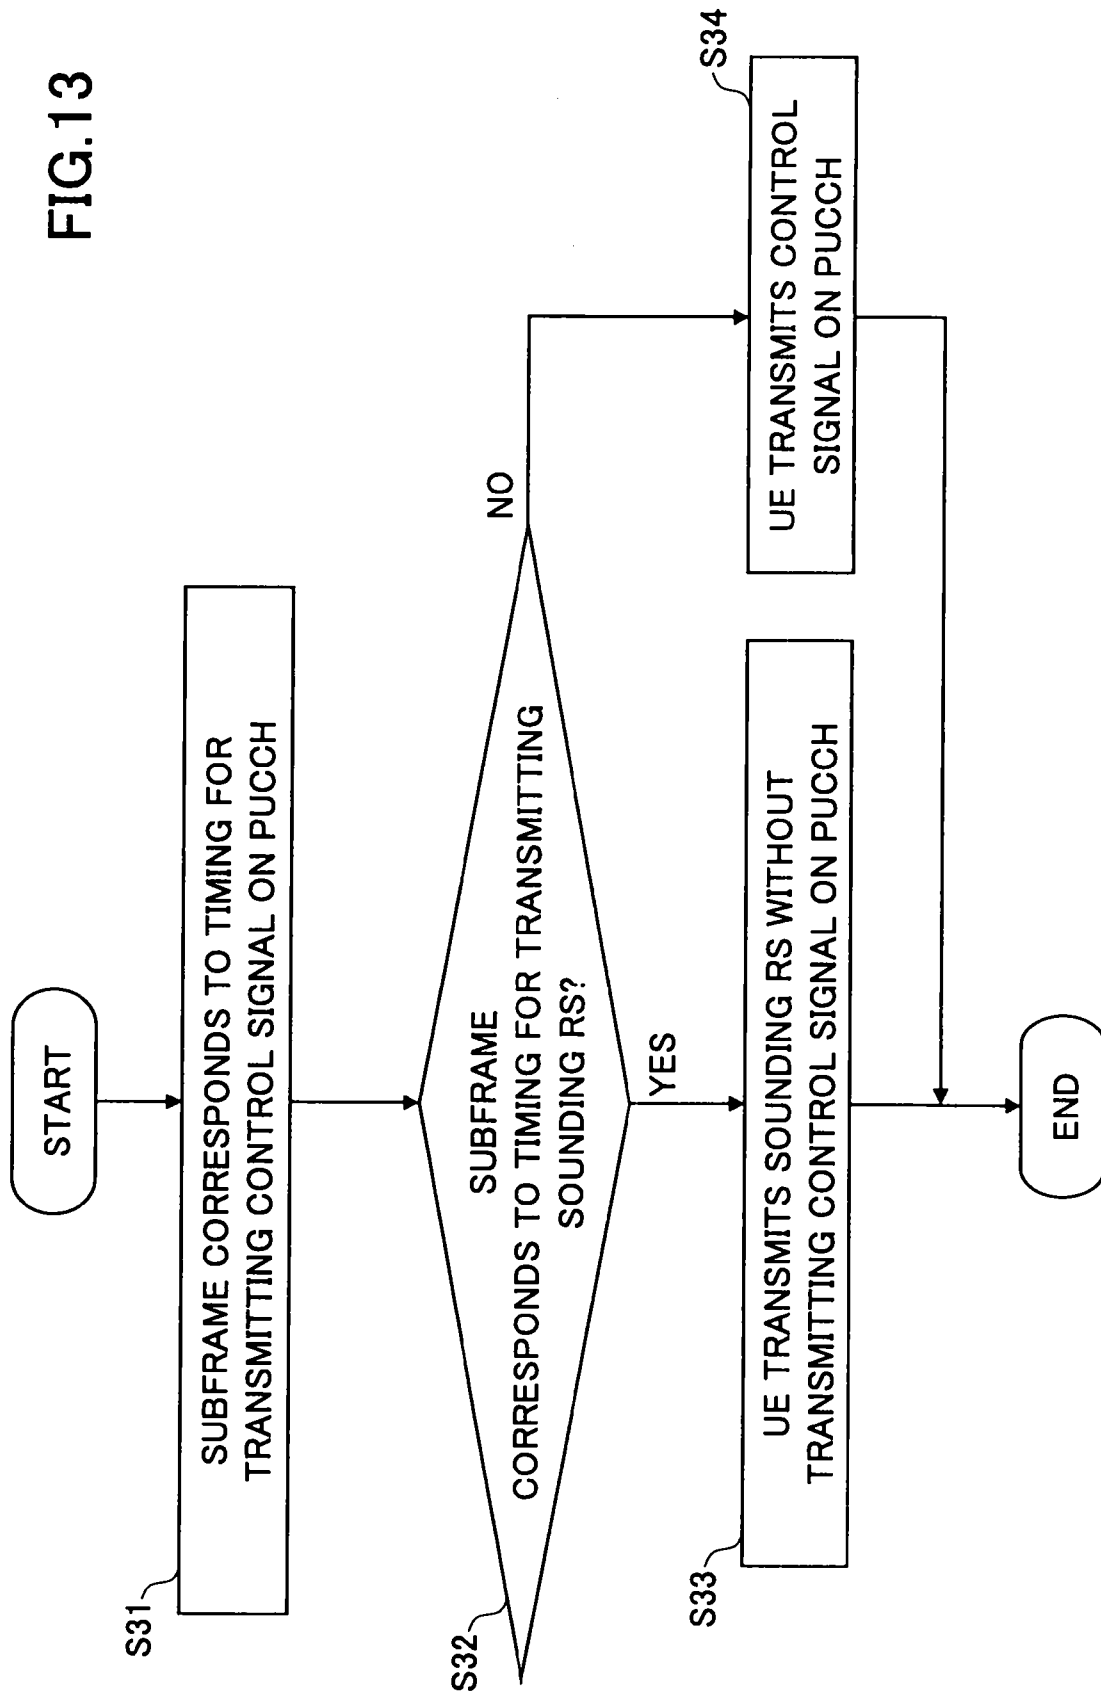 FIG.13
START
S31
SUBFRAME CORRESPONDS TO TIMING FOR
TRANSMITTING CONTROL SIGNAL ON PUCCH
S32
SUBFRAME
CORRESPONDS TO TIMING FOR TRANSMITTING
SOUNDING RS?
NO
YES
S33
UE TRANSMITS SOUNDING RS WITHOUT
TRANSMITTING CONTROL SIGNAL ON PUCCH
S34
UE TRANSMITS CONTROL
SIGNAL ON PUCCH
END